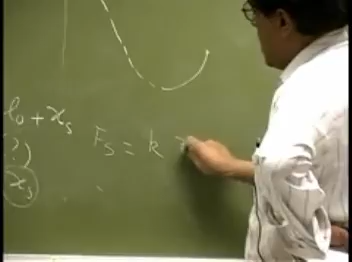 l₀ + xₛ
Fₛ = k
?)
xₛ